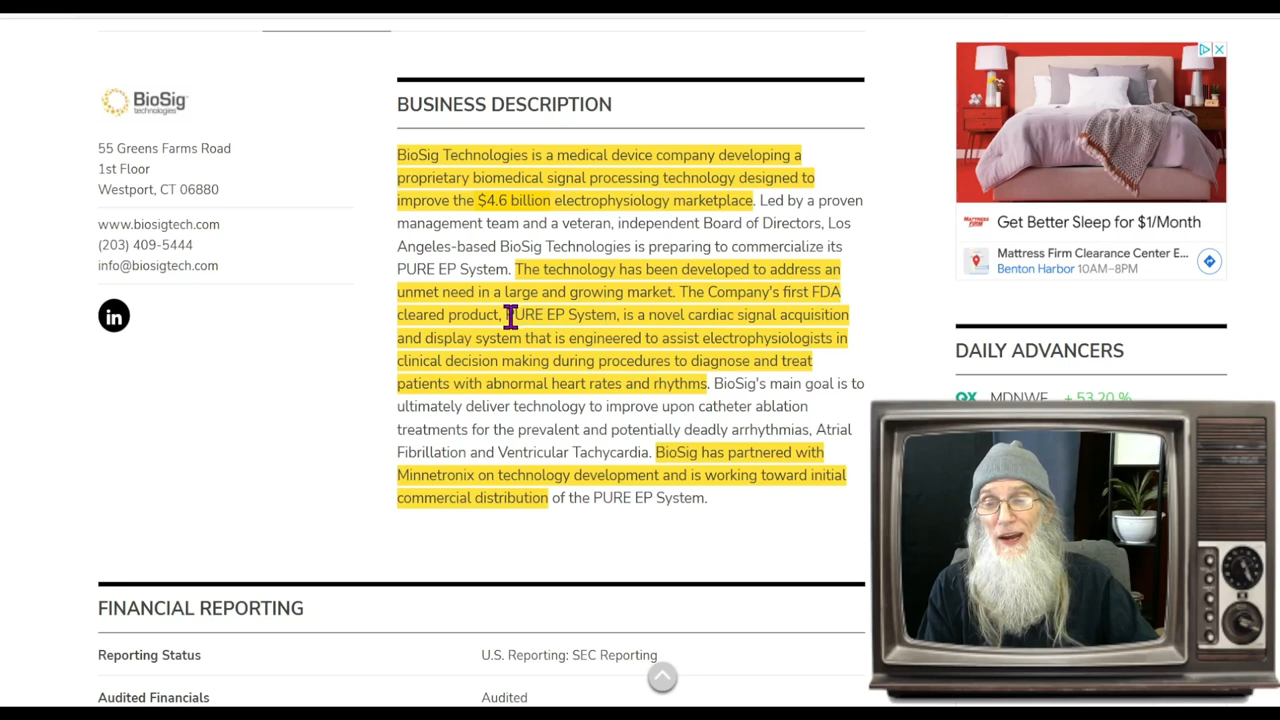 BioSig
technologies
55 Greens Farms Road
1st Floor
Westport, CT 06880
www.biosigtech.com
(203) 409-5444
info@biosigtech.com
in
BUSINESS DESCRIPTION
BioSig Technologies is a medical device company developing a
proprietary biomedical signal processing technology designed to
improve the $4.6 billion electrophysiology marketplace. Led by a proven
management team and a veteran, independent Board of Directors, Los
Angeles-based BioSig Technologies is preparing to commercialize its
PURE EP System. The technology has been developed to address an
unmet need in a large and growing market. The Company's first FDA
cleared product, PURE EP System, is a novel cardiac signal acquisition
and display system that is engineered to assist electrophysiologists in
clinical decision making during procedures to diagnose and treat
patients with abnormal heart rates and rhythms. BioSig's main goal is to
ultimately deliver technology to improve upon catheter ablation
treatments for the prevalent and potentially deadly arrhythmias, Atrial
Fibrillation and Ventricular Tachycardia. BioSig has partnered with
Minnetronix on technology development and is working toward initial
commercial distribution of the PURE EP System.
FINANCIAL REPORTING
Reporting Status U.S. Reporting: SEC Reporting
Audited Financials Audited
MATTRESS FIRM
Get Better Sleep for $1/Month
Mattress Firm Clearance Center E...
Benton Harbor 10AM–8PM
DAILY ADVANCERS
QX MDNWF + 53.20 %